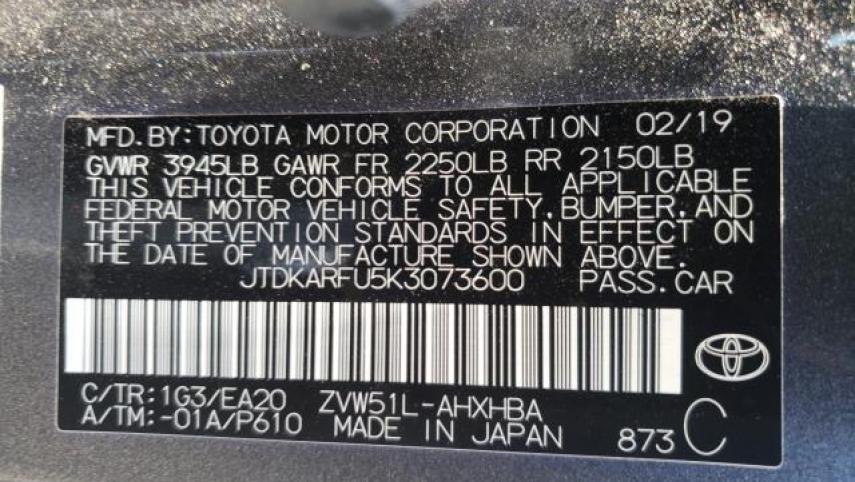 MFD.BY:TOYOTA MOTOR CORPORATION 02/19
GVWR 3945LB GAWR FR 2250LB RR 2150LB
THIS VEHICLE CONFORMS TO ALL APPLICABLE
FEDERAL MOTOR VEHICLE SAFETY,BUMPER,AND
THEFT PREVENTION STANDARDS IN EFFECT ON
THE DATE OF MANUFACTURE SHOWN ABOVE.
JTDKARFU5K3073600 PASS.CAR
C/TR:1G3/EA20 ZVW51L-AHXHBA
A/TM:-01A/P610 MADE IN JAPAN 873 C